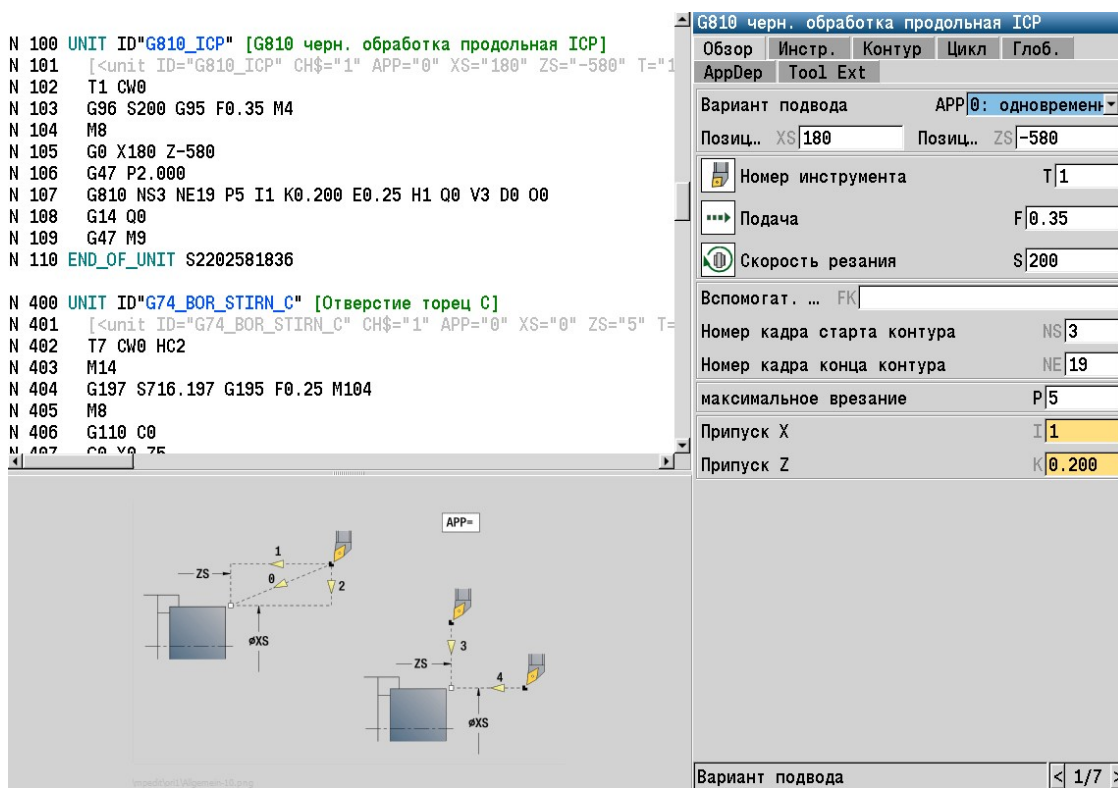 N 100 UNIT ID"G810_ICP" [G810 черн. обработка продольная ICP]
N 101 [<unit ID="G810_ICP" CH$="1" APP="0" XS="180" ZS="-580" T="1
N 102 T1 CW0
N 103 G96 S200 G95 F0.35 M4
N 104 M8
N 105 G0 X180 Z-580
N 106 G47 P2.000
N 107 G810 NS3 NE19 P5 I1 K0.200 E0.25 H1 Q0 V3 D0 O0
N 108 G14 Q0
N 109 G47 M9
N 110 END_OF_UNIT S2202581836
N 400 UNIT ID"G74_BOR_STIRN_C" [Отверстие торец C]
N 401 [<unit ID="G74_BOR_STIRN_C" CH$="1" APP="0" XS="0" ZS="5" T=
N 402 T7 CW0 HC2
N 403 M14
N 404 G197 S716.197 G195 F0.25 M104
N 405 M8
N 406 G110 C0
N 407 G0 X0 Z5
G810 черн. обработка продольная ICP
Обзор Инстр. Контур Цикл Глоб.
AppDep Tool Ext
Вариант подвода APP 0: одновременн
Позиц… XS 180 Позиц… ZS -580
Номер инструмента T 1
Подача F 0.35
Скорость резания S 200
Вспомогат. … FK
Номер кадра старта контура NS 3
Номер кадра конца контура NE 19
максимальное врезание P 5
Припуск X I 1
Припуск Z K 0.200
APP=
1
ZS
0
2
øXS
3
ZS
4
øXS
Вариант подвода < 1/7 >